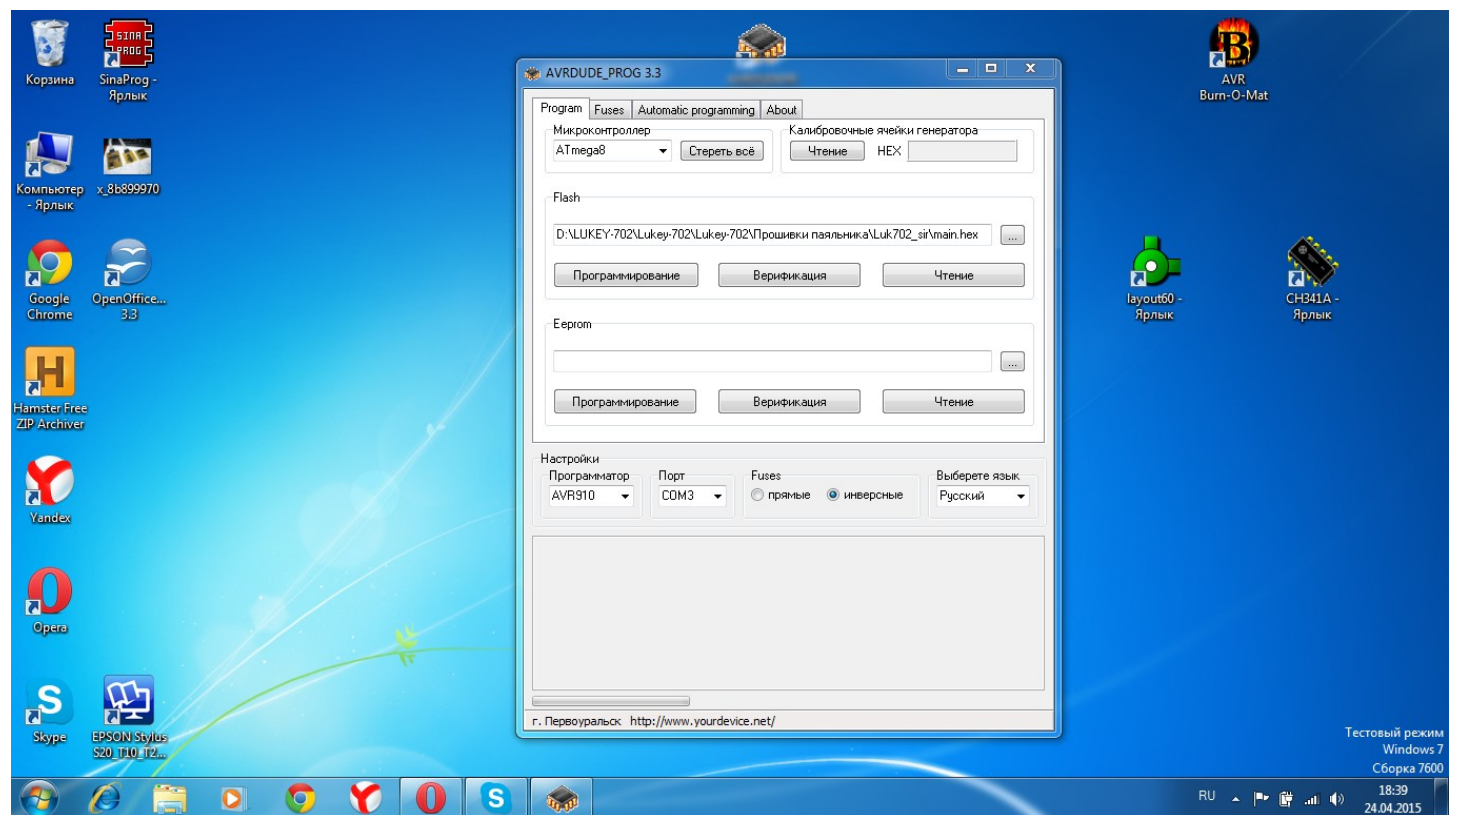 Корзина
SINA
PROG
SinaProg -
Ярлык
Компьютер
- Ярлык
x_8b899970
Google
Chrome
OpenOffice...
3.3
H
Hamster Free
ZIP Archiver
Yandex
Opera
S
Skype
EPSON Stylus
S20_T10_T2...
AVRDUDE_PROG 3.3
Program
Fuses
Automatic programming
About
Микроконтроллер
ATmega8
Стереть всё
Калибровочные ячейки генератора
Чтение
HEX
Flash
D:\LUKEY-702\Lukey-702\Lukey-702\Прошивки паяльника\Luk702_sir\main.hex
...
Программирование
Верификация
Чтение
Eeprom
...
Программирование
Верификация
Чтение
Настройки
Программатор
AVR910
Порт
COM3
Fuses
прямые
инверсные
Выберете язык
Русский
г. Первоуральск http://www.yourdevice.net/
B
AVR
Burn-O-Mat
layout60 -
Ярлык
CH341A -
Ярлык
Тестовый режим
Windows 7
Сборка 7600
S
RU
18:39
24.04.2015